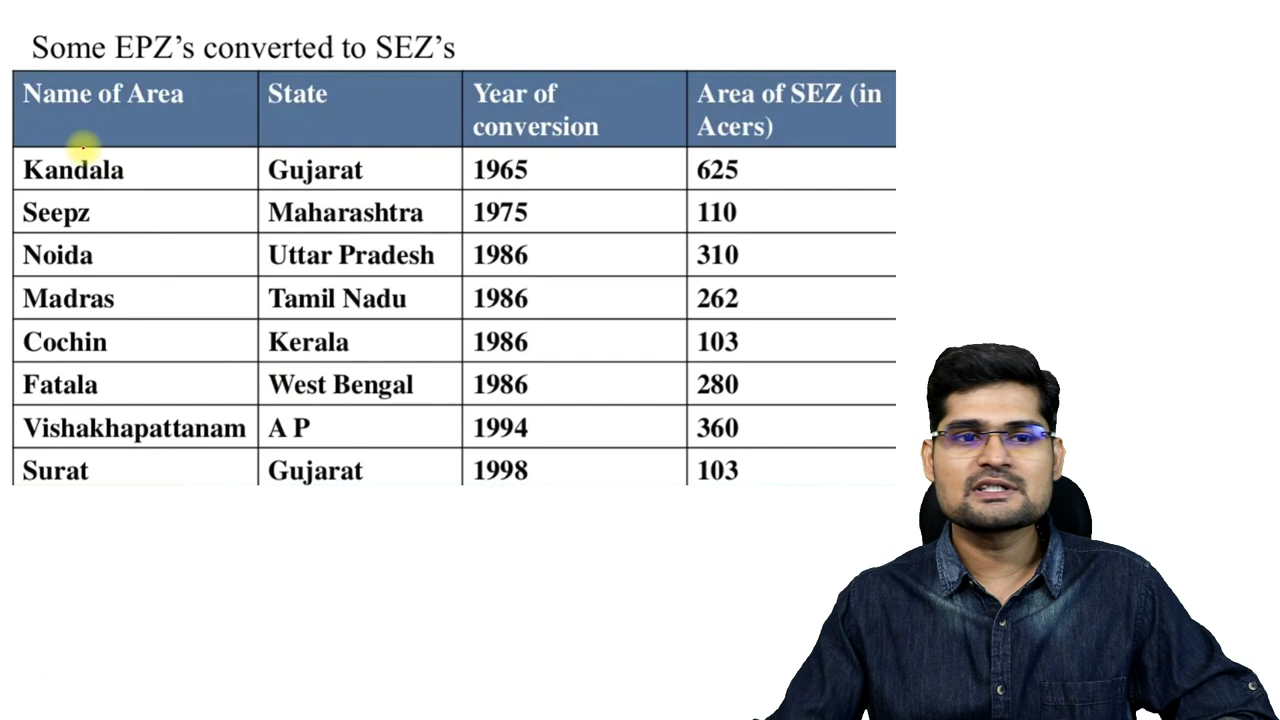 Some EPZ’s converted to SEZ’s
Name of Area State Year of conversion Area of SEZ (in Acers)
Kandala Gujarat 1965 625
Seepz Maharashtra 1975 110
Noida Uttar Pradesh 1986 310
Madras Tamil Nadu 1986 262
Cochin Kerala 1986 103
Fatala West Bengal 1986 280
Vishakhapattanam A P 1994 360
Surat Gujarat 1998 103